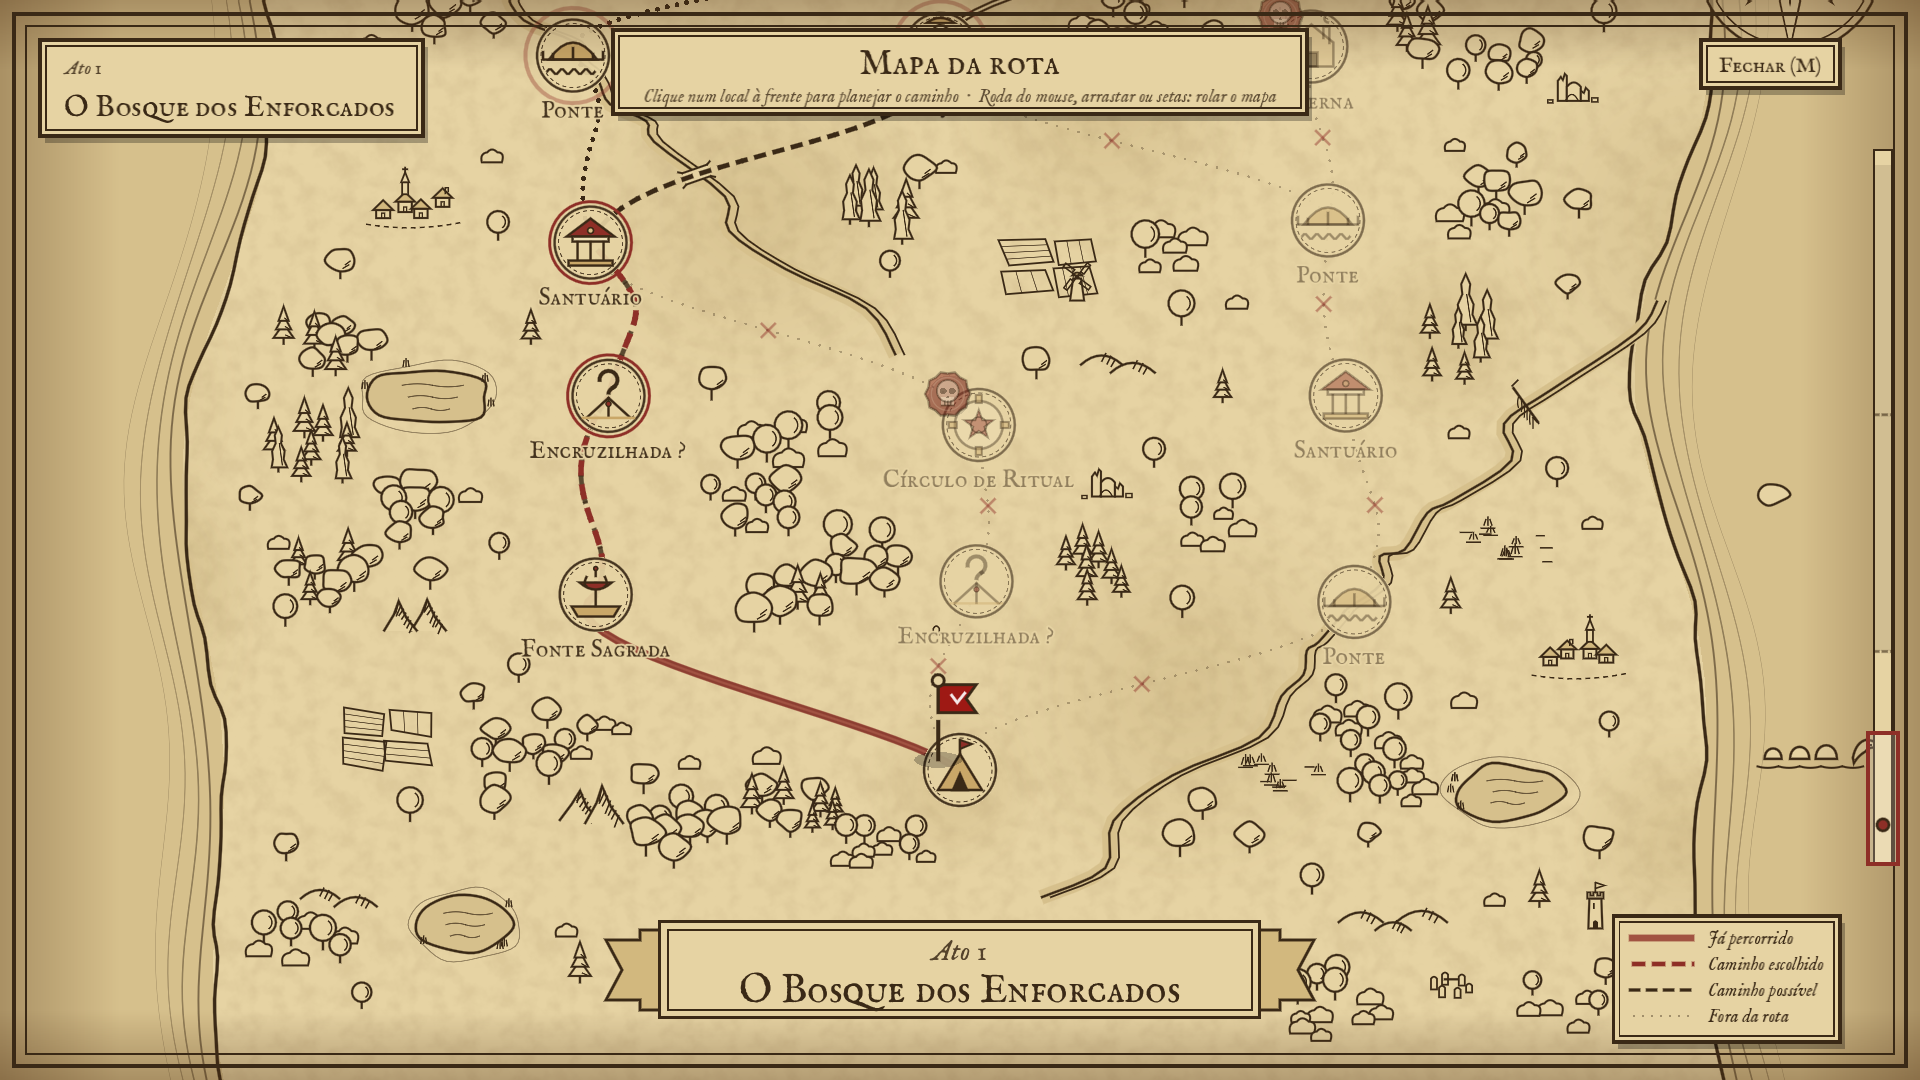 Ato 1
O Bosque dos Enforcados
Mapa da rota
Clique num local à frente para planejar o caminho · Roda do mouse, arrastar ou setas: rolar o mapa
Fechar (M)
Ponte
Santuário
Ponte
Encruzilhada ?
Círculo de Ritual
Santuário
Fonte Sagrada
Encruzilhada ?
Ponte
Ato 1
O Bosque dos Enforcados
Já percorrido
Caminho escolhido
Caminho possível
Fora da rota